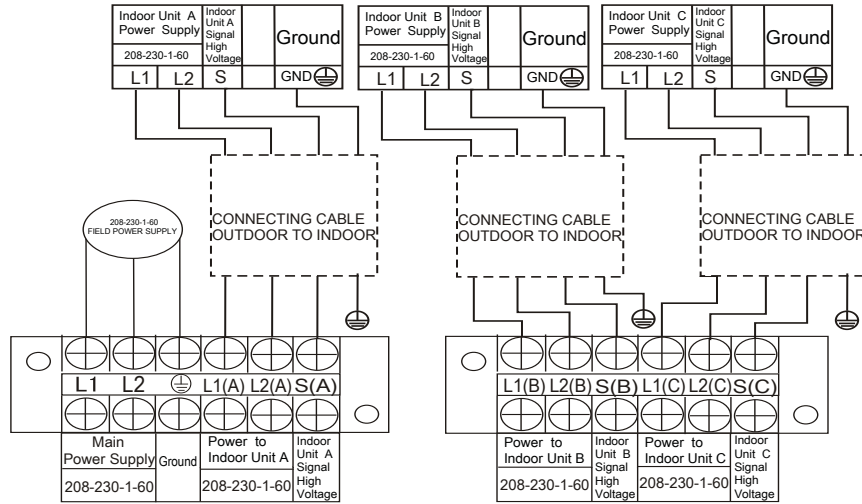 Indoor Unit A
Power Supply
208-230-1-60
Indoor
Unit A
Signal
High
Voltage
Ground
L1 L2 S GND
Indoor Unit B
Power Supply
208-230-1-60
Indoor
Unit B
Signal
High
Voltage
Ground
L1 L2 S GND
Indoor Unit C
Power Supply
208-230-1-60
Indoor
Unit C
Signal
High
Voltage
Ground
L1 L2 S GND
208-230-1-60
FIELD POWER SUPPLY
CONNECTING CABLE
OUTDOOR TO INDOOR
CONNECTING CABLE
OUTDOOR TO INDOOR
CONNECTING CABLE
OUTDOOR TO INDOOR
L1 L2 L1(A) L2(A) S(A)
Main
Power Supply
208-230-1-60
Ground
Power to
Indoor Unit A
208-230-1-60
Indoor
Unit A
Signal
High
Voltage
L1(B) L2(B) S(B) L1(C) L2(C) S(C)
Power to
Indoor Unit B
208-230-1-60
Indoor
Unit B
Signal
High
Voltage
Power to
Indoor Unit C
208-230-1-60
Indoor
Unit C
Signal
High
Voltage